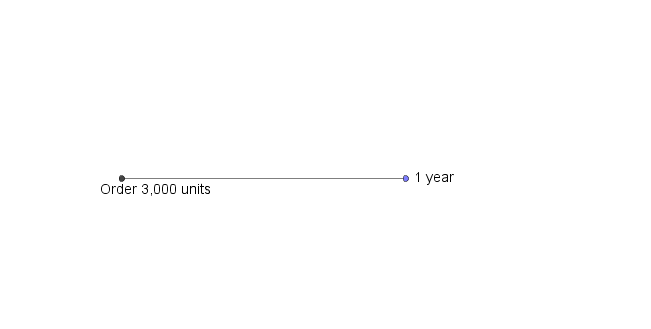 1 year
Order 3,000 units